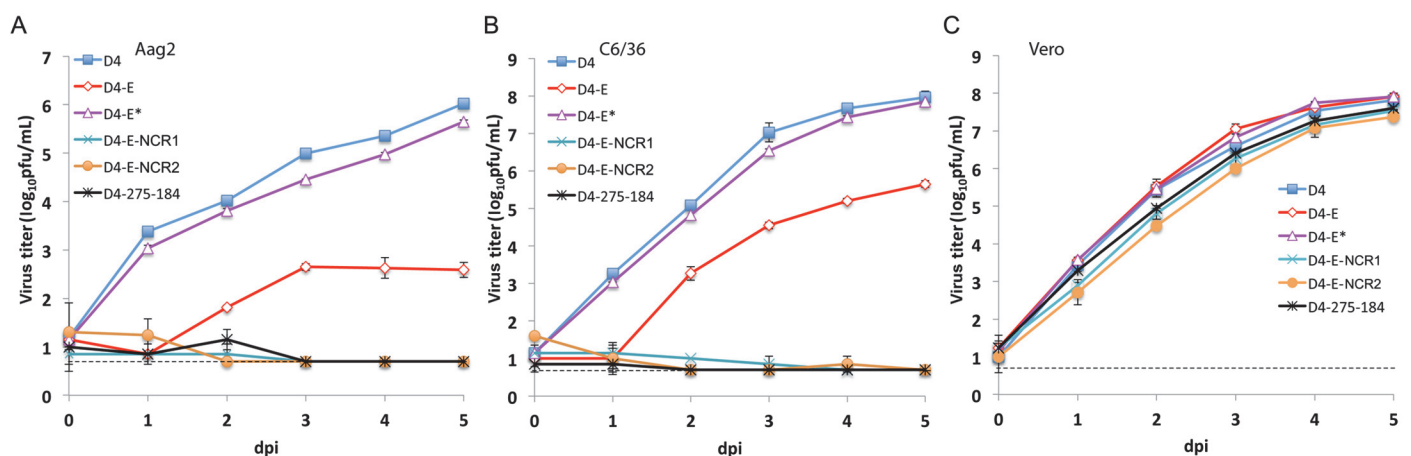 A
Aag2
Virus titer (log10pfu/mL)
7
6
5
4
3
2
1
0
D4
D4-E
D4-E*
D4-E-NCR1
D4-E-NCR2
D4-275-184
0 1 2 3 4 5
dpi
B
C6/36
Virus titer (log10pfu/mL)
9
8
7
6
5
4
3
2
1
0
D4
D4-E
D4-E*
D4-E-NCR1
D4-E-NCR2
D4-275-184
0 1 2 3 4 5
dpi
C
Vero
Virus titer (log10pfu/mL)
9
8
7
6
5
4
3
2
1
0
D4
D4-E
D4-E*
D4-E-NCR1
D4-E-NCR2
D4-275-184
0 1 2 3 4 5
dpi